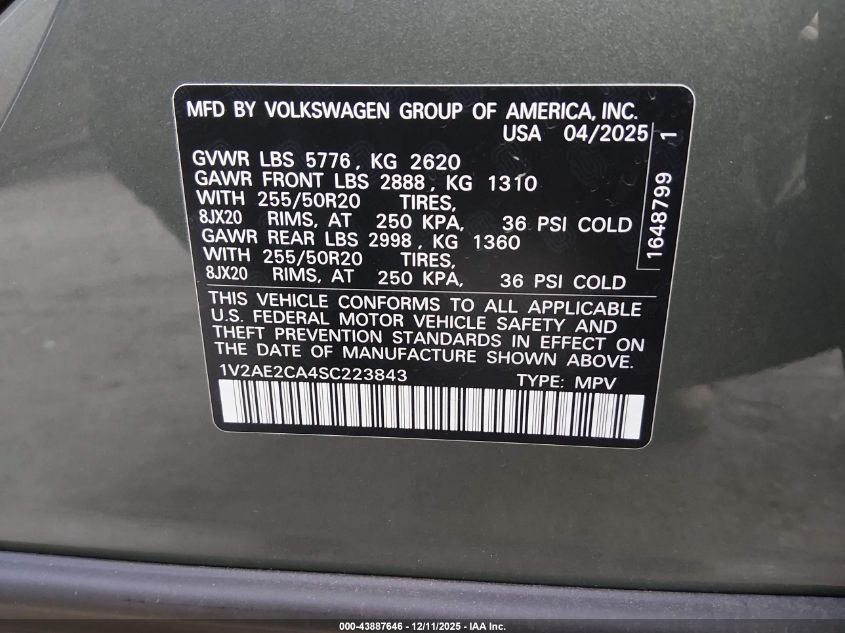 MFD BY VOLKSWAGEN GROUP OF AMERICA, INC.
USA 04/2025
GVWR LBS 5776, KG 2620
GAWR FRONT LBS 2888, KG 1310
WITH 255/50R20 TIRES,
8JX20 RIMS, AT 250 KPA, 36 PSI COLD
GAWR REAR LBS 2998, KG 1360
WITH 255/50R20 TIRES,
8JX20 RIMS, AT 250 KPA, 36 PSI COLD
1648799 1
THIS VEHICLE CONFORMS TO ALL APPLICABLE
U.S. FEDERAL MOTOR VEHICLE SAFETY AND
THEFT PREVENTION STANDARDS IN EFFECT ON
THE DATE OF MANUFACTURE SHOWN ABOVE.
1V2AE2CA4SC223843 TYPE: MPV
000-43887646 - 12/11/2025 - IAA Inc.